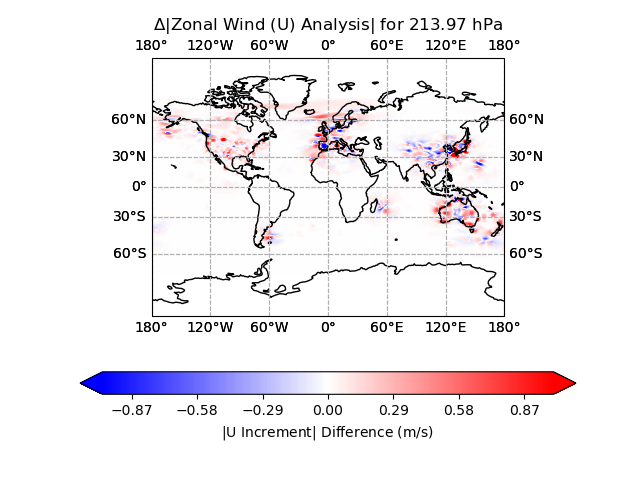 Δ|Zonal Wind (U) Analysis| for 213.97 hPa
180° 120°W 60°W 0° 60°E 120°E 180°
60°N 60°N
30°N 30°N
0° 0°
30°S 30°S
60°S 60°S
180° 120°W 60°W 0° 60°E 120°E 180°
−0.87 −0.58 −0.29 0.00 0.29 0.58 0.87
|U Increment| Difference (m/s)